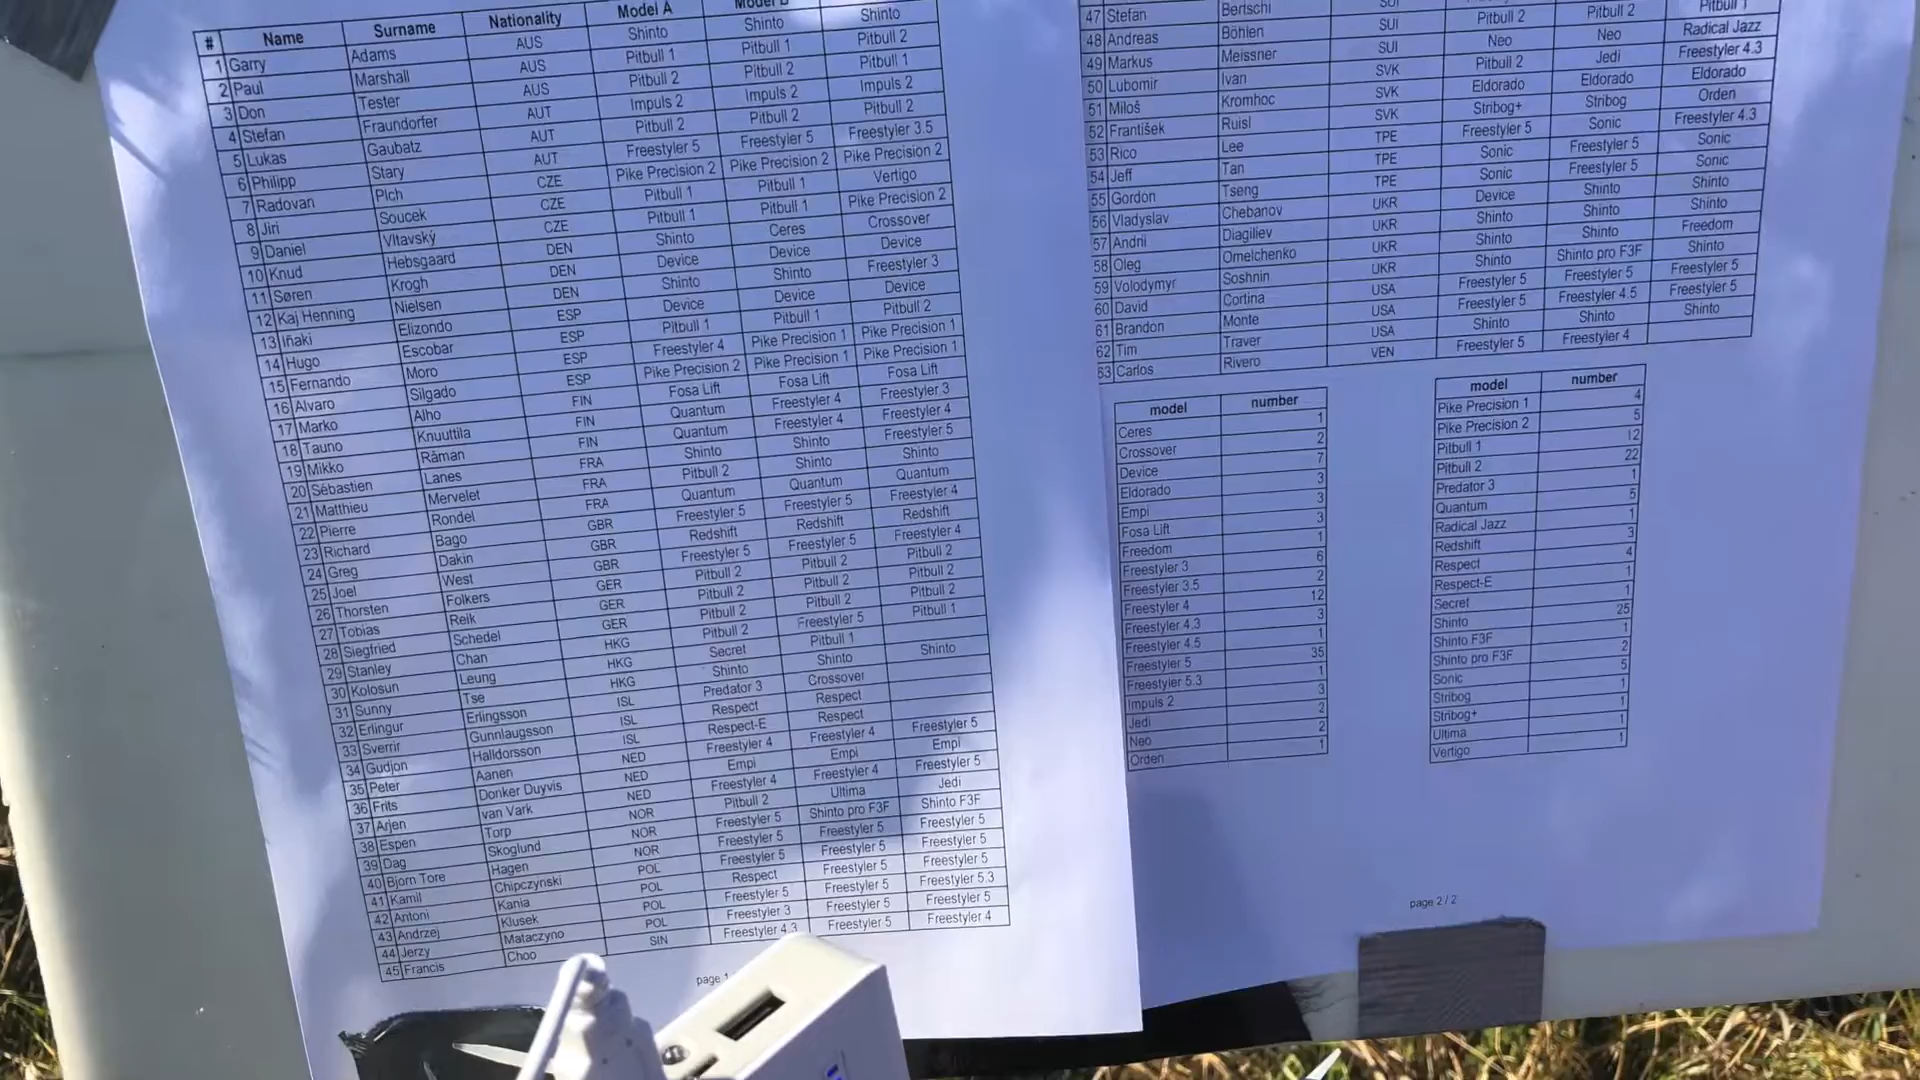 # Name Surname Nationality Model A Model B
1 Garry Adams AUS Shinto Shinto Shinto
2 Paul Marshall AUS Pitbull 1 Pitbull 1 Pitbull 2
3 Don Tester AUS Pitbull 2 Pitbull 2 Pitbull 1
4 Stefan Fraundorfer AUT Impuls 2 Impuls 2 Impuls 2
5 Lukas Gaubatz AUT Pitbull 2 Pitbull 2 Pitbull 2
6 Philipp Stary AUT Freestyler 5 Freestyler 5 Freestyler 3.5
7 Radovan Plch CZE Pike Precision 2 Pike Precision 2 Pike Precision 2
8 Jiri Soucek CZE Pitbull 1 Pitbull 1 Vertigo
9 Daniel Vltavský CZE Pitbull 1 Pitbull 1 Pike Precision 2
10 Knud Hebsgaard DEN Shinto Ceres Crossover
11 Søren Krogh DEN Device Device Device
12 Kaj Henning Nielsen DEN Shinto Shinto Freestyler 3
13 Iñaki Elizondo ESP Device Device Device
14 Hugo Escobar ESP Pitbull 1 Pitbull 1 Pitbull 2
15 Fernando Moro ESP Freestyler 4 Pike Precision 1 Pike Precision 1
16 Alvaro Silgado ESP Pike Precision 2 Pike Precision 1 Pike Precision 1
17 Marko Alho FIN Fosa Lift Fosa Lift Fosa Lift
18 Tauno Knuuttila FIN Quantum Freestyler 4 Freestyler 3
19 Mikko Råman FIN Quantum Freestyler 4 Freestyler 4
20 Sébastien Lanes FRA Shinto Shinto Freestyler 5
21 Matthieu Mervelet FRA Pitbull 2 Shinto Shinto
22 Pierre Rondel FRA Quantum Quantum Quantum
23 Richard Bago GBR Freestyler 5 Freestyler 5 Freestyler 4
24 Greg Dakin GBR Redshift Redshift Redshift
25 Joel West GBR Freestyler 5 Freestyler 5 Freestyler 4
26 Thorsten Folkers GER Pitbull 2 Pitbull 2 Pitbull 2
27 Tobias Reik GER Pitbull 2 Pitbull 2 Pitbull 2
28 Siegfried Schedel GER Pitbull 2 Pitbull 2 Pitbull 2
29 Stanley Chan HKG Pitbull 2 Freestyler 5 Pitbull 1
30 Kolosun Leung HKG Secret Pitbull 1
31 Sunny Tse HKG Shinto Shinto Shinto
32 Erlingur Erlingsson ISL Predator 3 Crossover
33 Sverrir Gunnlaugsson ISL Respect Respect
34 Gudjon Halldorsson ISL Respect-E Respect
35 Peter Aanen NED Freestyler 4 Freestyler 4 Freestyler 5
36 Frits Donker Duyvis NED Empi Empi Empi
37 Arjen van Vark NED Freestyler 4 Freestyler 4 Freestyler 5
38 Espen Torp NOR Pitbull 2 Ultima Jedi
39 Dag Skoglund NOR Freestyler 5 Shinto pro F3F Shinto F3F
40 Bjorn Tore Hagen NOR Freestyler 5 Freestyler 5 Freestyler 5
41 Kamil Chipczynski POL Freestyler 5 Freestyler 5 Freestyler 5
42 Antoni Kania POL Respect Freestyler 5 Freestyler 5
43 Andrzej Klusek POL Freestyler 5 Freestyler 5 Freestyler 5.3
44 Jerzy Mataczyno POL Freestyler 3 Freestyler 5 Freestyler 5
45 Francis Choo SIN Freestyler 4.3 Freestyler 5 Freestyler 4
page 1
47 Stefan Bertschi SUI
48 Andreas Böhlen SUI Pitbull 2 Pitbull 2 Pitbull 1
49 Markus Meissner SUI Neo Neo Radical Jazz
50 Lubomir Ivan SVK Pitbull 2 Jedi Freestyler 4.3
51 Miloš Kromhoc SVK Eldorado Eldorado Eldorado
52 František Ruisl SVK Stribog+ Stribog Orden
53 Rico Lee TPE Freestyler 5 Sonic Freestyler 4.3
54 Jeff Tan TPE Sonic Freestyler 5 Sonic
55 Gordon Tseng TPE Sonic Freestyler 5 Sonic
56 Vladyslav Chebanov UKR Device Shinto Shinto
57 Andrii Diagiliev UKR Shinto Shinto Shinto
58 Oleg Omelchenko UKR Shinto Shinto Freedom
59 Volodymyr Soshnin UKR Shinto Shinto pro F3F Shinto
60 David Cortina USA Freestyler 5 Freestyler 5 Freestyler 5
61 Brandon Monte USA Freestyler 5 Freestyler 4.5 Freestyler 5
62 Tim Traver USA Shinto Shinto Shinto
63 Carlos Rivero VEN Freestyler 5 Freestyler 4
model number
Ceres 1
Crossover 2
Device 7
Eldorado 3
Empi 3
Fosa Lift 3
Freedom 1
Freestyler 3 6
Freestyler 3.5 2
Freestyler 4 12
Freestyler 4.3 3
Freestyler 4.5 1
Freestyler 5 35
Freestyler 5.3 1
Impuls 2 3
Jedi 2
Neo 2
Orden 1
model number
Pike Precision 1 4
Pike Precision 2 5
Pitbull 1 12
Pitbull 2 22
Predator 3 1
Quantum 5
Radical Jazz 1
Redshift 3
Respect 4
Respect-E 1
Secret 1
Shinto 25
Shinto F3F 1
Shinto pro F3F 2
Sonic 5
Stribog 1
Stribog+ 1
Ultima 1
Vertigo 1
page 2 / 2